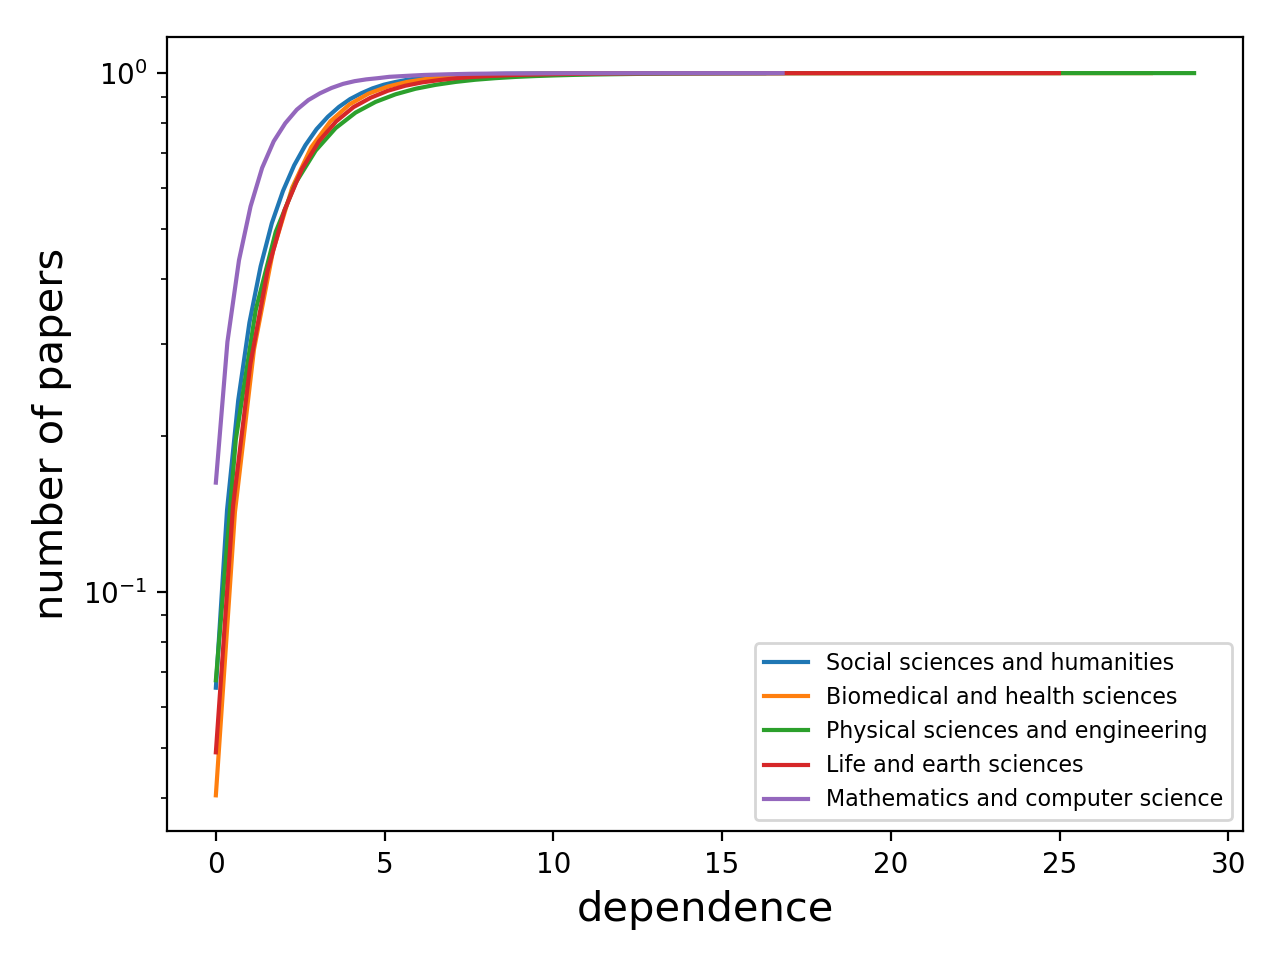 10⁰
10⁻¹
number of papers
0 5 10 15 20 25 30
dependence
Social sciences and humanities
Biomedical and health sciences
Physical sciences and engineering
Life and earth sciences
Mathematics and computer science